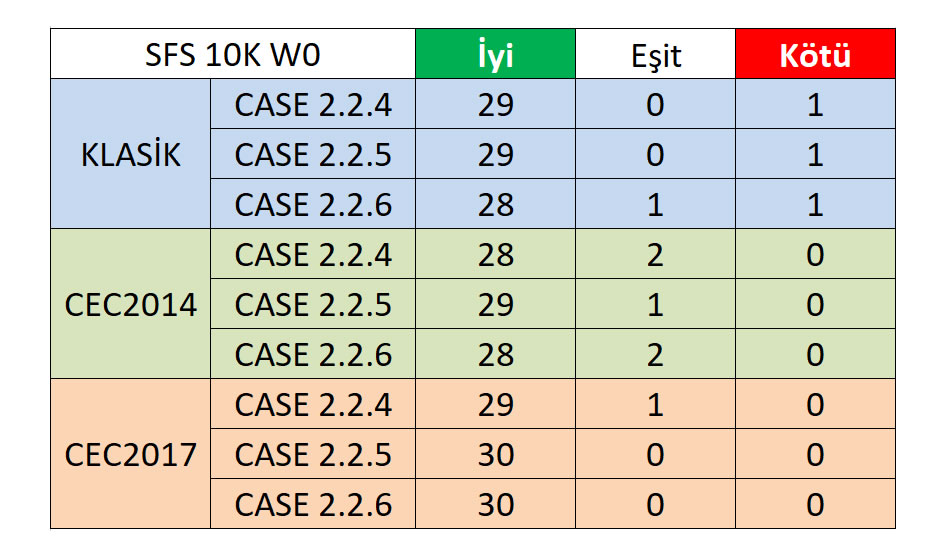 SFS 10K W0 İyi Eşit Kötü
KLASİK CASE 2.2.4 29 0 1
CASE 2.2.5 29 0 1
CASE 2.2.6 28 1 1
CEC2014 CASE 2.2.4 28 2 0
CASE 2.2.5 29 1 0
CASE 2.2.6 28 2 0
CEC2017 CASE 2.2.4 29 1 0
CASE 2.2.5 30 0 0
CASE 2.2.6 30 0 0